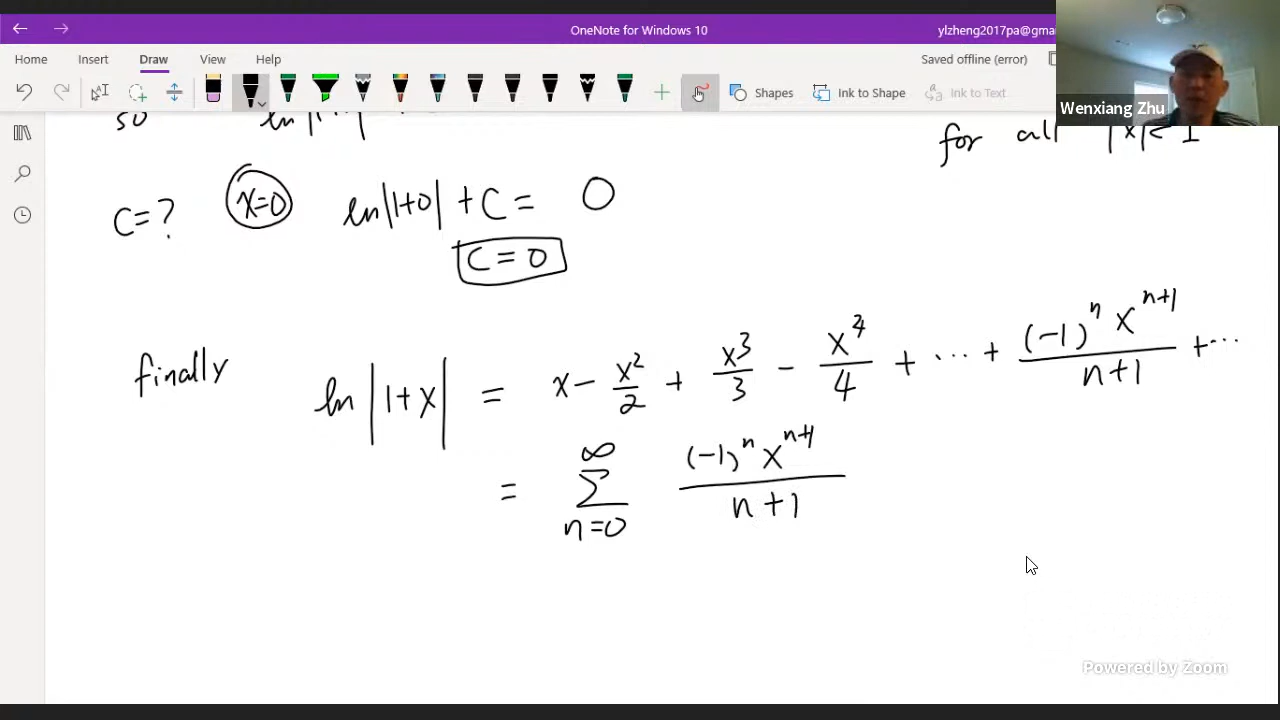 OneNote for Windows 10
ylzheng2017pa@gma
Home Insert Draw View Help
Saved offline (error)
Shapes Ink to Shape Ink to Text
Wenxiang Zhu
so
for all |x|< 1
C=? x=0 ln|1+0| + C = 0
C = 0
finally ln|1+x| = x - x²/2 + x³/3 - x⁴/4 + ⋯ + (-1)ⁿ xⁿ⁺¹/n+1 + ⋯
= ∑_{n=0}^{∞} (-1)ⁿ xⁿ⁺¹/n+1
Powered by Zoom